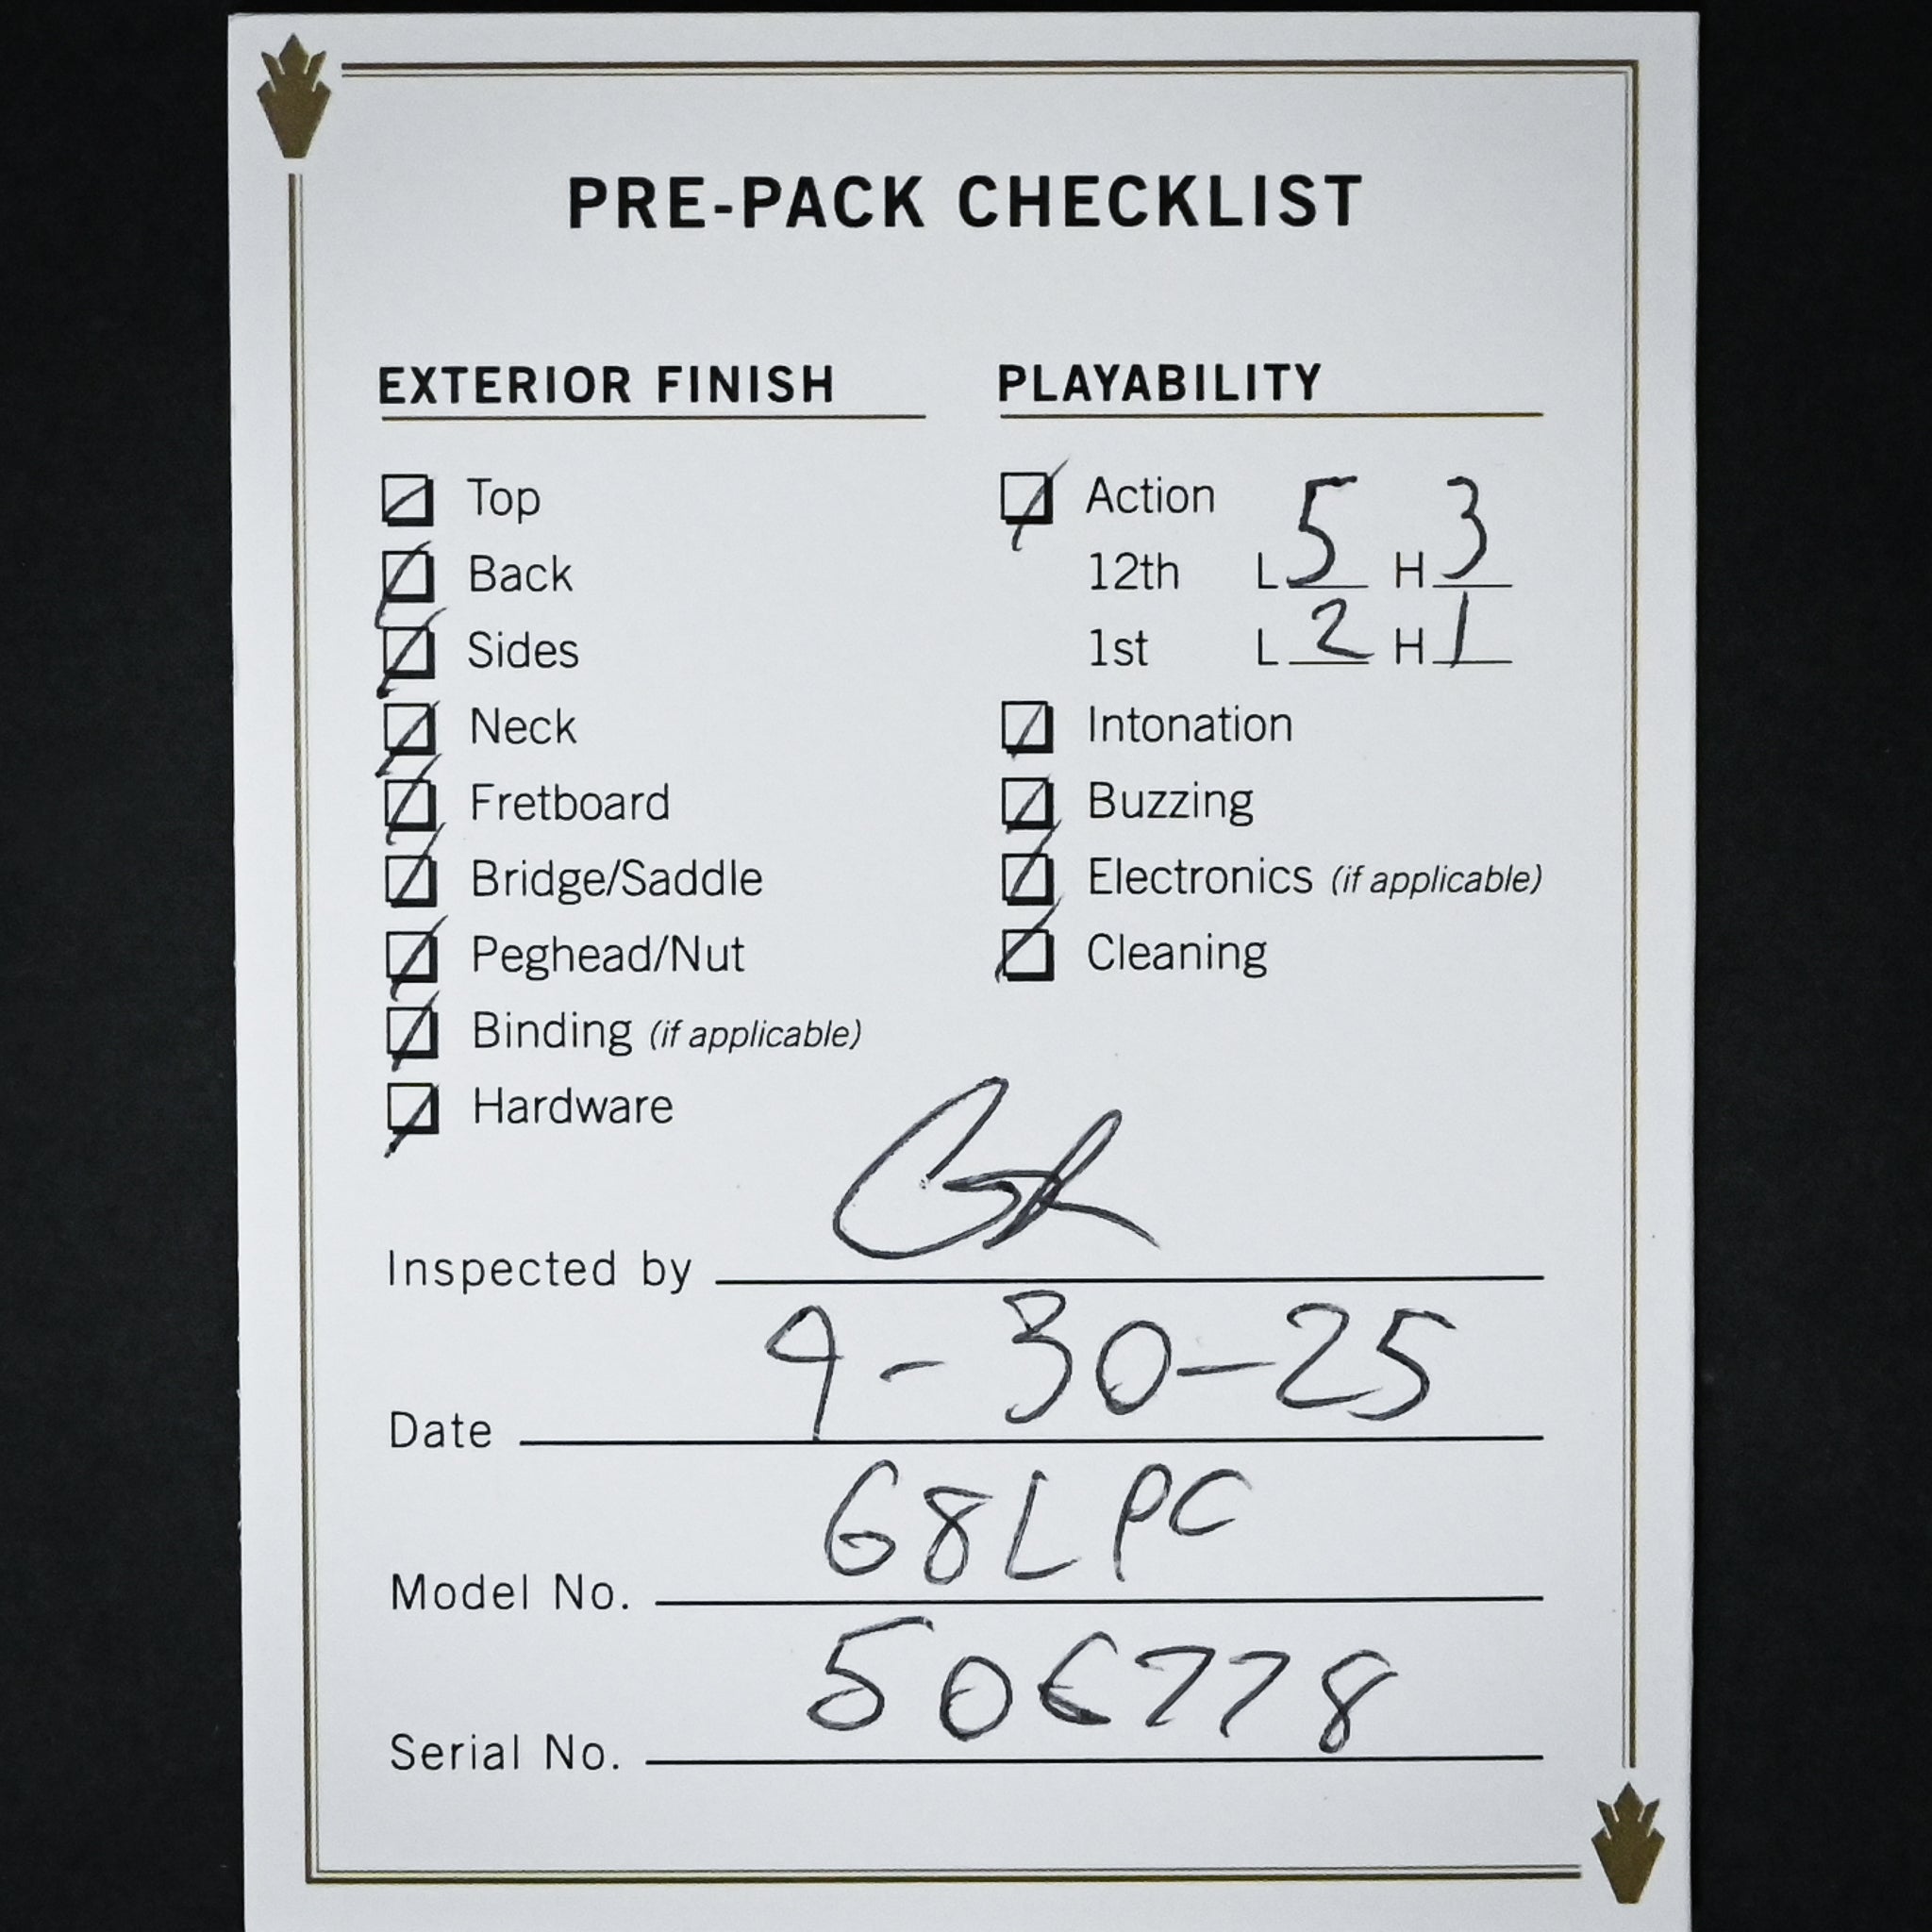 PRE-PACK CHECKLIST
EXTERIOR FINISH
Top
Back
Sides
Neck
Fretboard
Bridge/Saddle
Peghead/Nut
Binding (if applicable)
Hardware
PLAYABILITY
Action
12th L 5 H 3
1st L 2 H 1
Intonation
Buzzing
Electronics (if applicable)
Cleaning
Inspected by
Date 9-30-25
Model No. 68LPC
Serial No. 506778